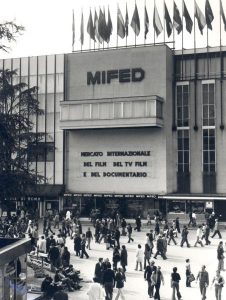 MIFED
MERCATO INTERNAZIONALE
DEL FILM DEL TV FILM
E DEL DOCUMENTARIO